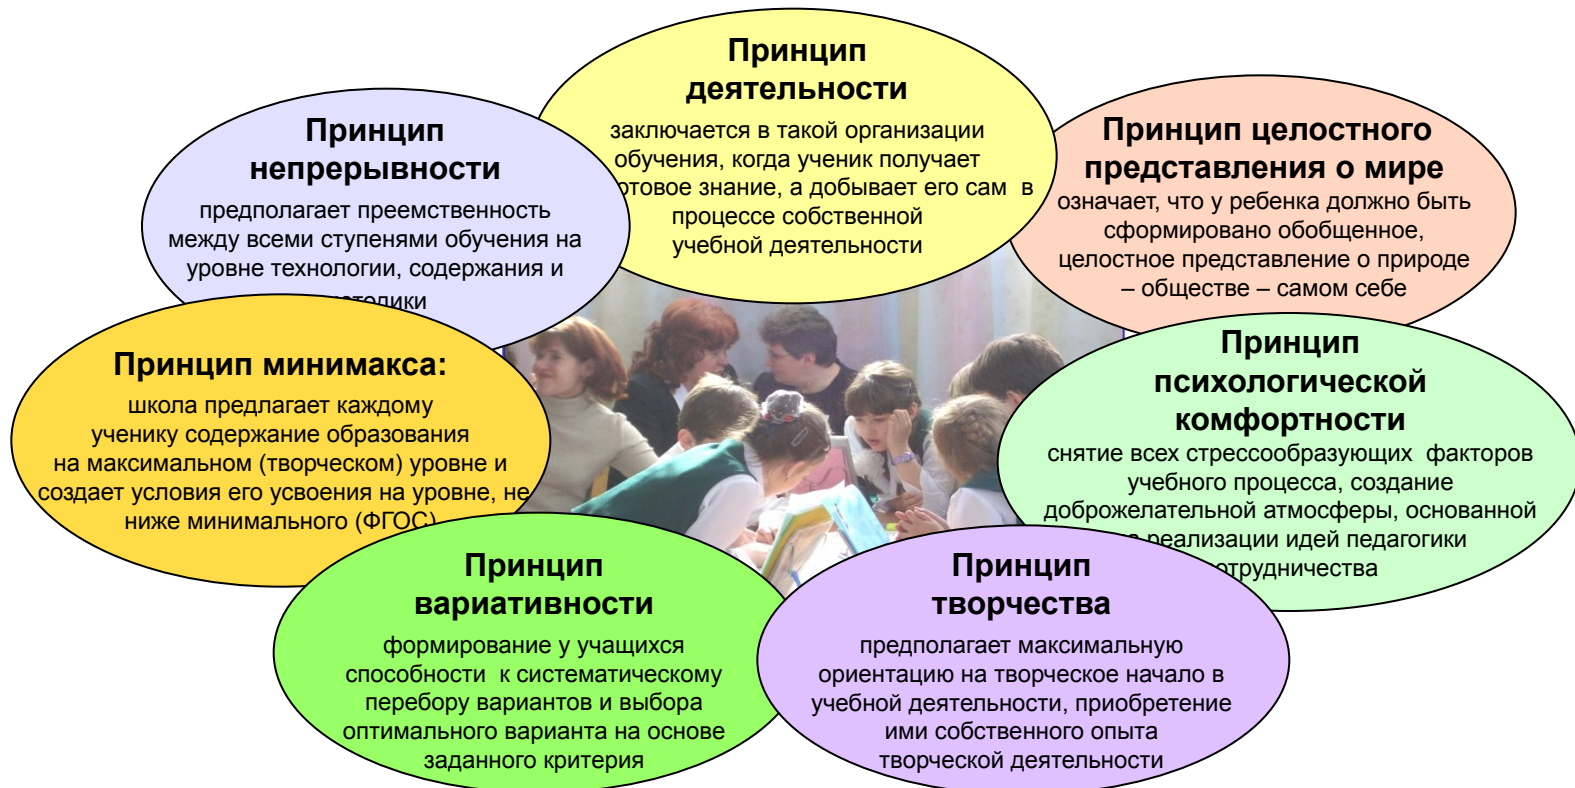 Принцип
деятельности
заключается в такой организации
обучения, когда ученик получает
отовое знание, а добывает его сам в
процессе собственной
учебной деятельности
Принцип
непрерывности
предполагает преемственность
между всеми ступенями обучения на
уровне технологии, содержания и
тодики
Принцип целостного
представления о мире
означает, что у ребенка должно быть
сформировано обобщенное,
целостное представление о природе
– обществе – самом себе
Принцип минимакса:
школа предлагает каждому
ученику содержание образования
на максимальном (творческом) уровне и
создает условия его усвоения на уровне, не
ниже минимального (ФГОС)
Принцип
психологической
комфортности
снятие всех стрессообразующих факторов
учебного процесса, создание
доброжелательной атмосферы, основанной
реализации идей педагогики
отрудничества
Принцип
вариативности
формирование у учащихся
способности к систематическому
перебору вариантов и выбора
оптимального варианта на основе
заданного критерия
Принцип
творчества
предполагает максимальную
ориентацию на творческое начало в
учебной деятельности, приобретение
ими собственного опыта
творческой деятельности